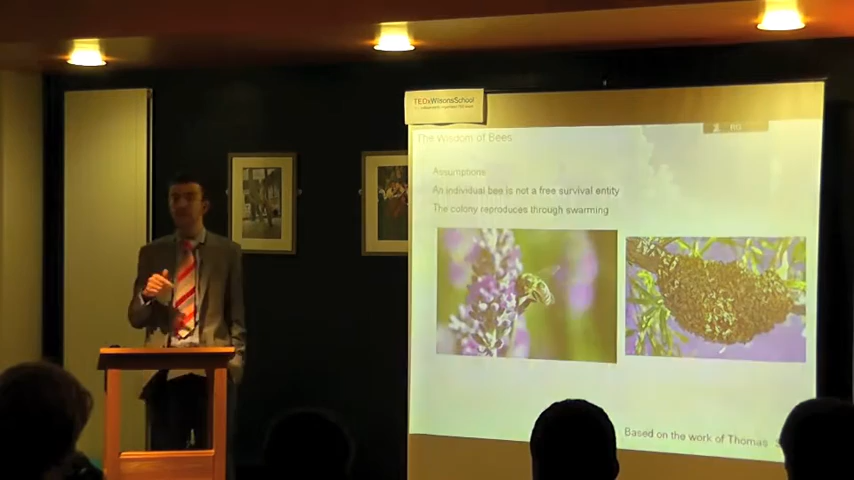 TEDxWilsonsSchool
The Wisdom of Bees
Assumptions
An individual bee is not a free survival entity
The colony reproduces through swarming
Based on the work of Thomas